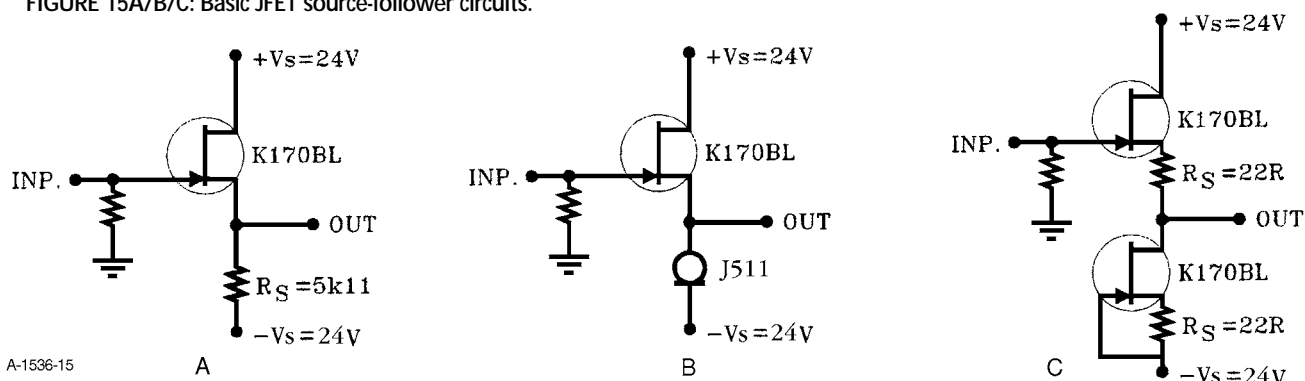 FIGURE 15A/B/C: Basic JFET source-follower circuits.
+Vs=24V
K170BL
INP.
OUT
RS=5k11
−Vs=24V
A
+Vs=24V
K170BL
INP.
OUT
J511
−Vs=24V
B
+Vs=24V
K170BL
INP.
RS=22R
OUT
K170BL
RS=22R
−Vs=24V
C
A-1536-15